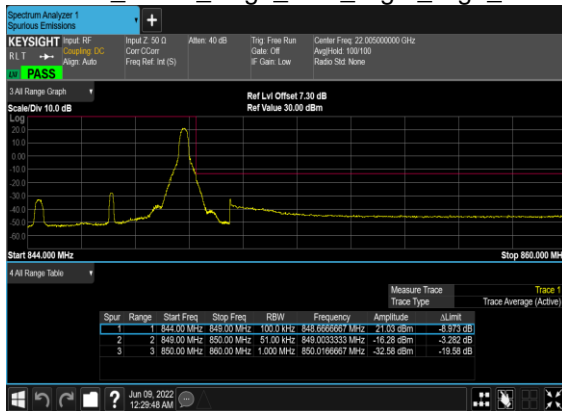 Spectrum Analyzer 1
Spurious Emissions
+
KEYSIGHT Input: RF Input Z: 50 Ω Atten: 40 dB Trig: Free Run Center Freq: 22.005000000 GHz
RLT Coupling: DC Corr CCorr Gate: Off Avg|Hold: 100/100
Align: Auto Freq Ref: Int (S) IF Gain: Low Radio Std: None
PASS
3 All Range Graph
Ref Lvl Offset 7.30 dB
Scale/Div 10.0 dB Ref Value 30.00 dBm
Log
20.0
10.0
0.00
-10.0
-20.0
-30.0
-40.0
-50.0
-60.0
Start 844.000 MHz Stop 860.000 MH
4 All Range Table
Measure Trace Trace 1
Trace Type Trace Average (Active)
Spur Range Start Freq Stop Freq RBW Frequency Amplitude ΔLimit
1 1 844.00 MHz 849.00 MHz 100.0 kHz 848.6666667 MHz 21.03 dBm -8.973 dB
2 2 849.00 MHz 850.00 MHz 51.00 kHz 849.0033333 MHz -16.28 dBm -3.282 dB
3 3 850.00 MHz 860.00 MHz 1.000 MHz 850.0166667 MHz -32.58 dBm -19.58 dB
? Jun 09, 2022
12:29:48 AM